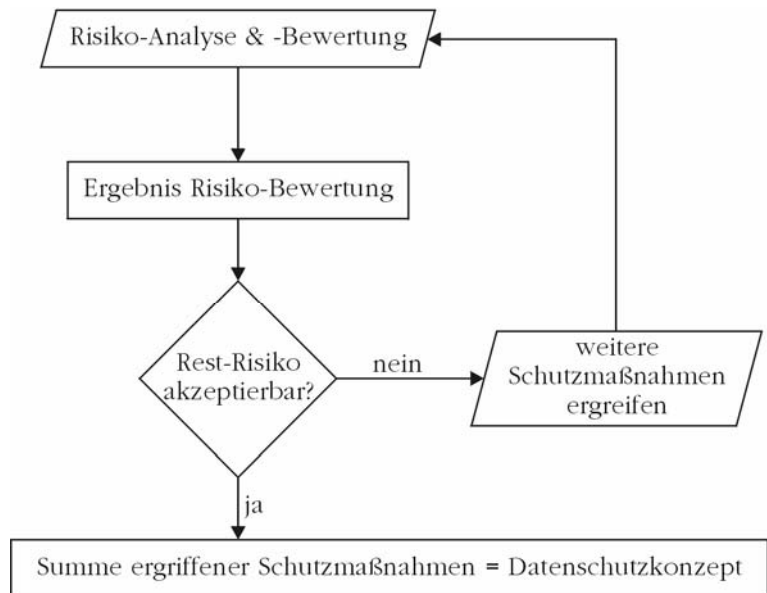 Risiko-Analyse & -Bewertung
Ergebnis Risiko-Bewertung
Rest-Risiko
akzeptierbar?
nein
weitere
Schutzmaßnahmen
ergreifen
ja
Summe ergriffener Schutzmaßnahmen = Datenschutzkonzept